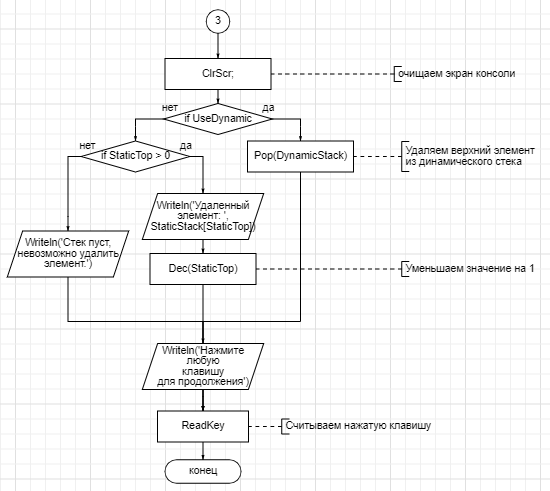 3
ClrScr;
очищаем экран консоли
нет
да
if UseDynamic
нет
да
if StaticTop > 0
Pop(DynamicStack)
Удаляем верхний элемент
из динамического стека
Writeln('Удаленный
элемент: ',
StaticStack[StaticTop])
Writeln('Стек пуст,
невозможно удалить
элемент.')
Dec(StaticTop)
Уменьшаем значение на 1
Writeln('Нажмите
любую
клавишу
для продолжения')
ReadKey
Считываем нажатую клавишу
конец